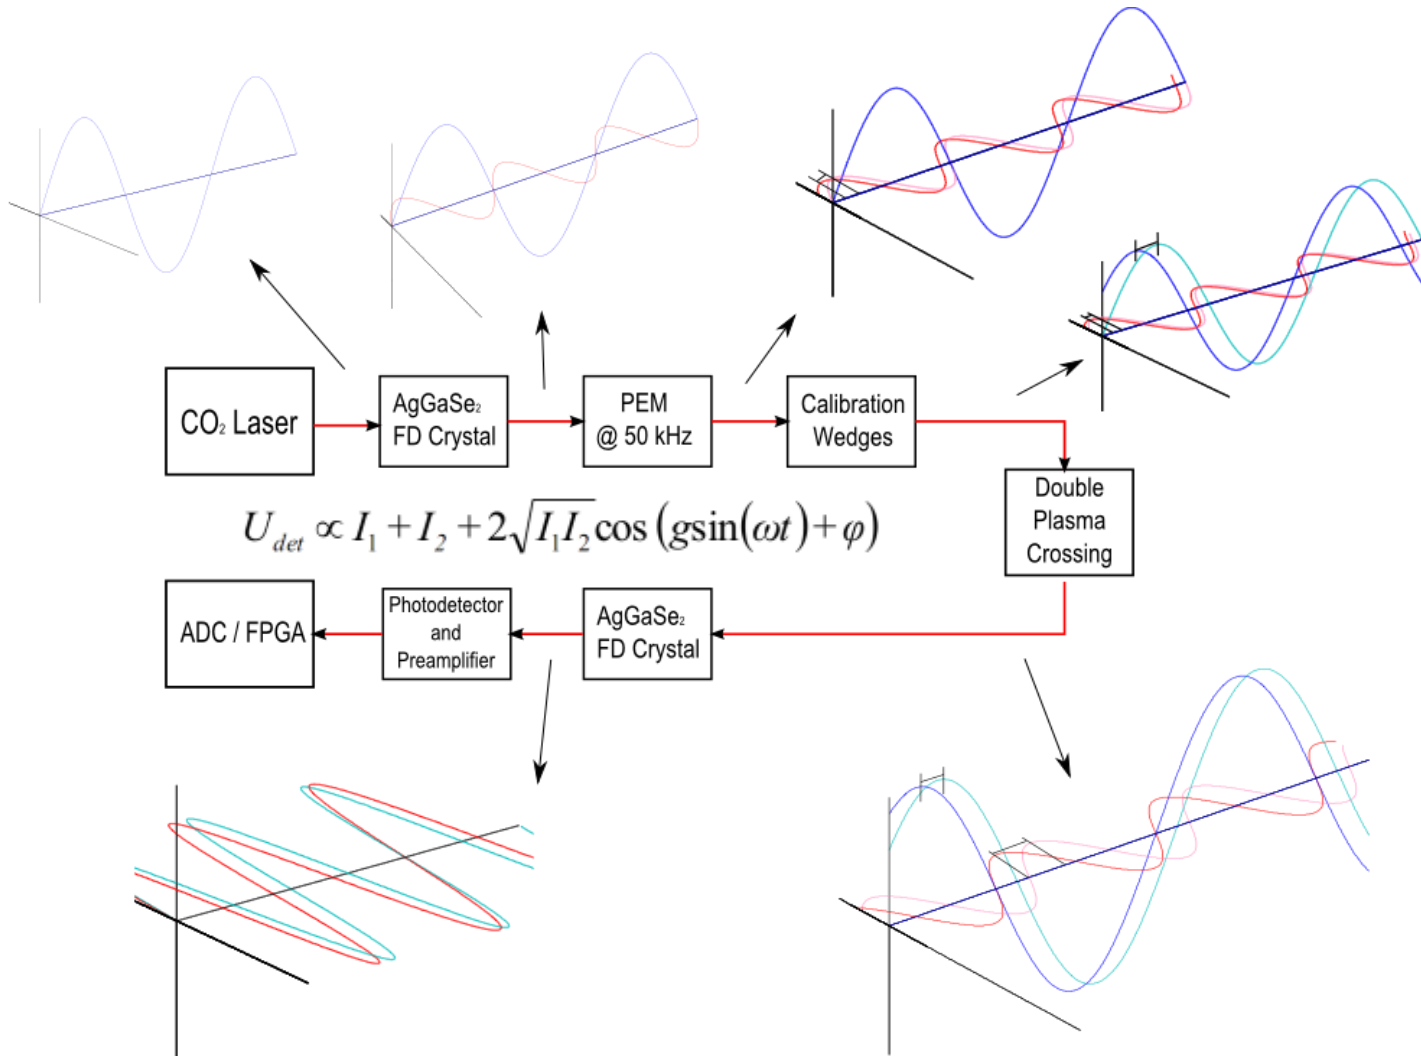 CO₂ Laser
AgGaSe₂
FD Crystal
PEM
@ 50 kHz
Calibration
Wedges
Double
Plasma
Crossing
U_det ∝ I₁ + I₂ + 2√(I₁I₂) cos (g sin(ωt) + φ)
ADC / FPGA
Photodetector
and
Preamplifier
AgGaSe₂
FD Crystal